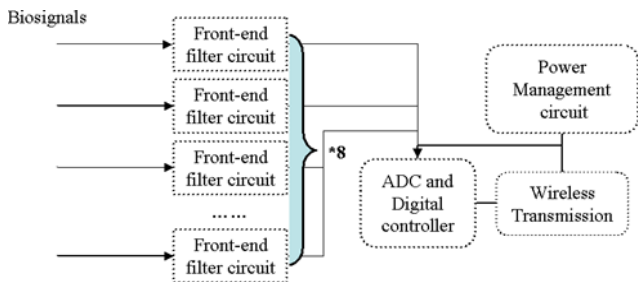 Biosignals
Front-end
filter circuit
Front-end
filter circuit
Front-end
filter circuit
... ...
Front-end
filter circuit
*8
ADC and
Digital
controller
Power
Management
circuit
Wireless
Transmission